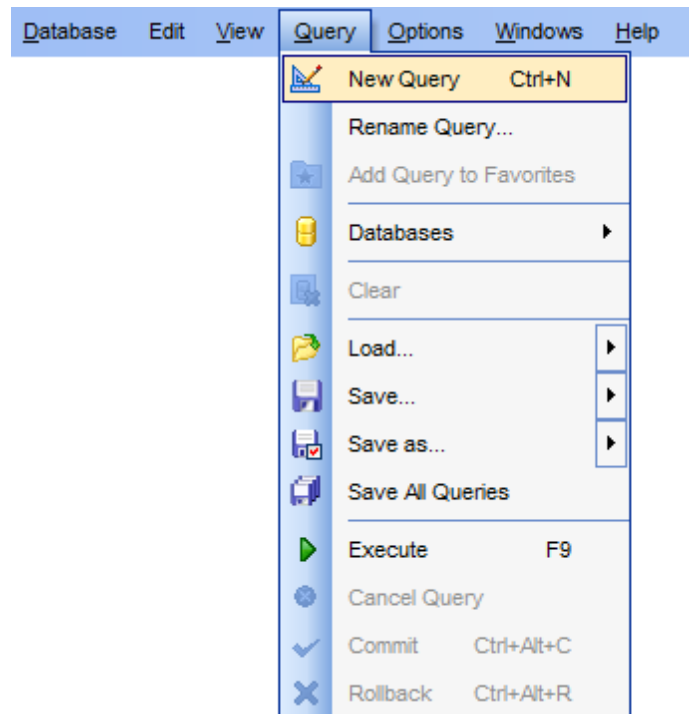 Database Edit View Query Options Windows Help
New Query Ctrl+N
Rename Query...
Add Query to Favorites
Databases
Clear
Load...
Save...
Save as...
Save All Queries
Execute F9
Cancel Query
Commit Ctrl+Alt+C
Rollback Ctrl+Alt+R